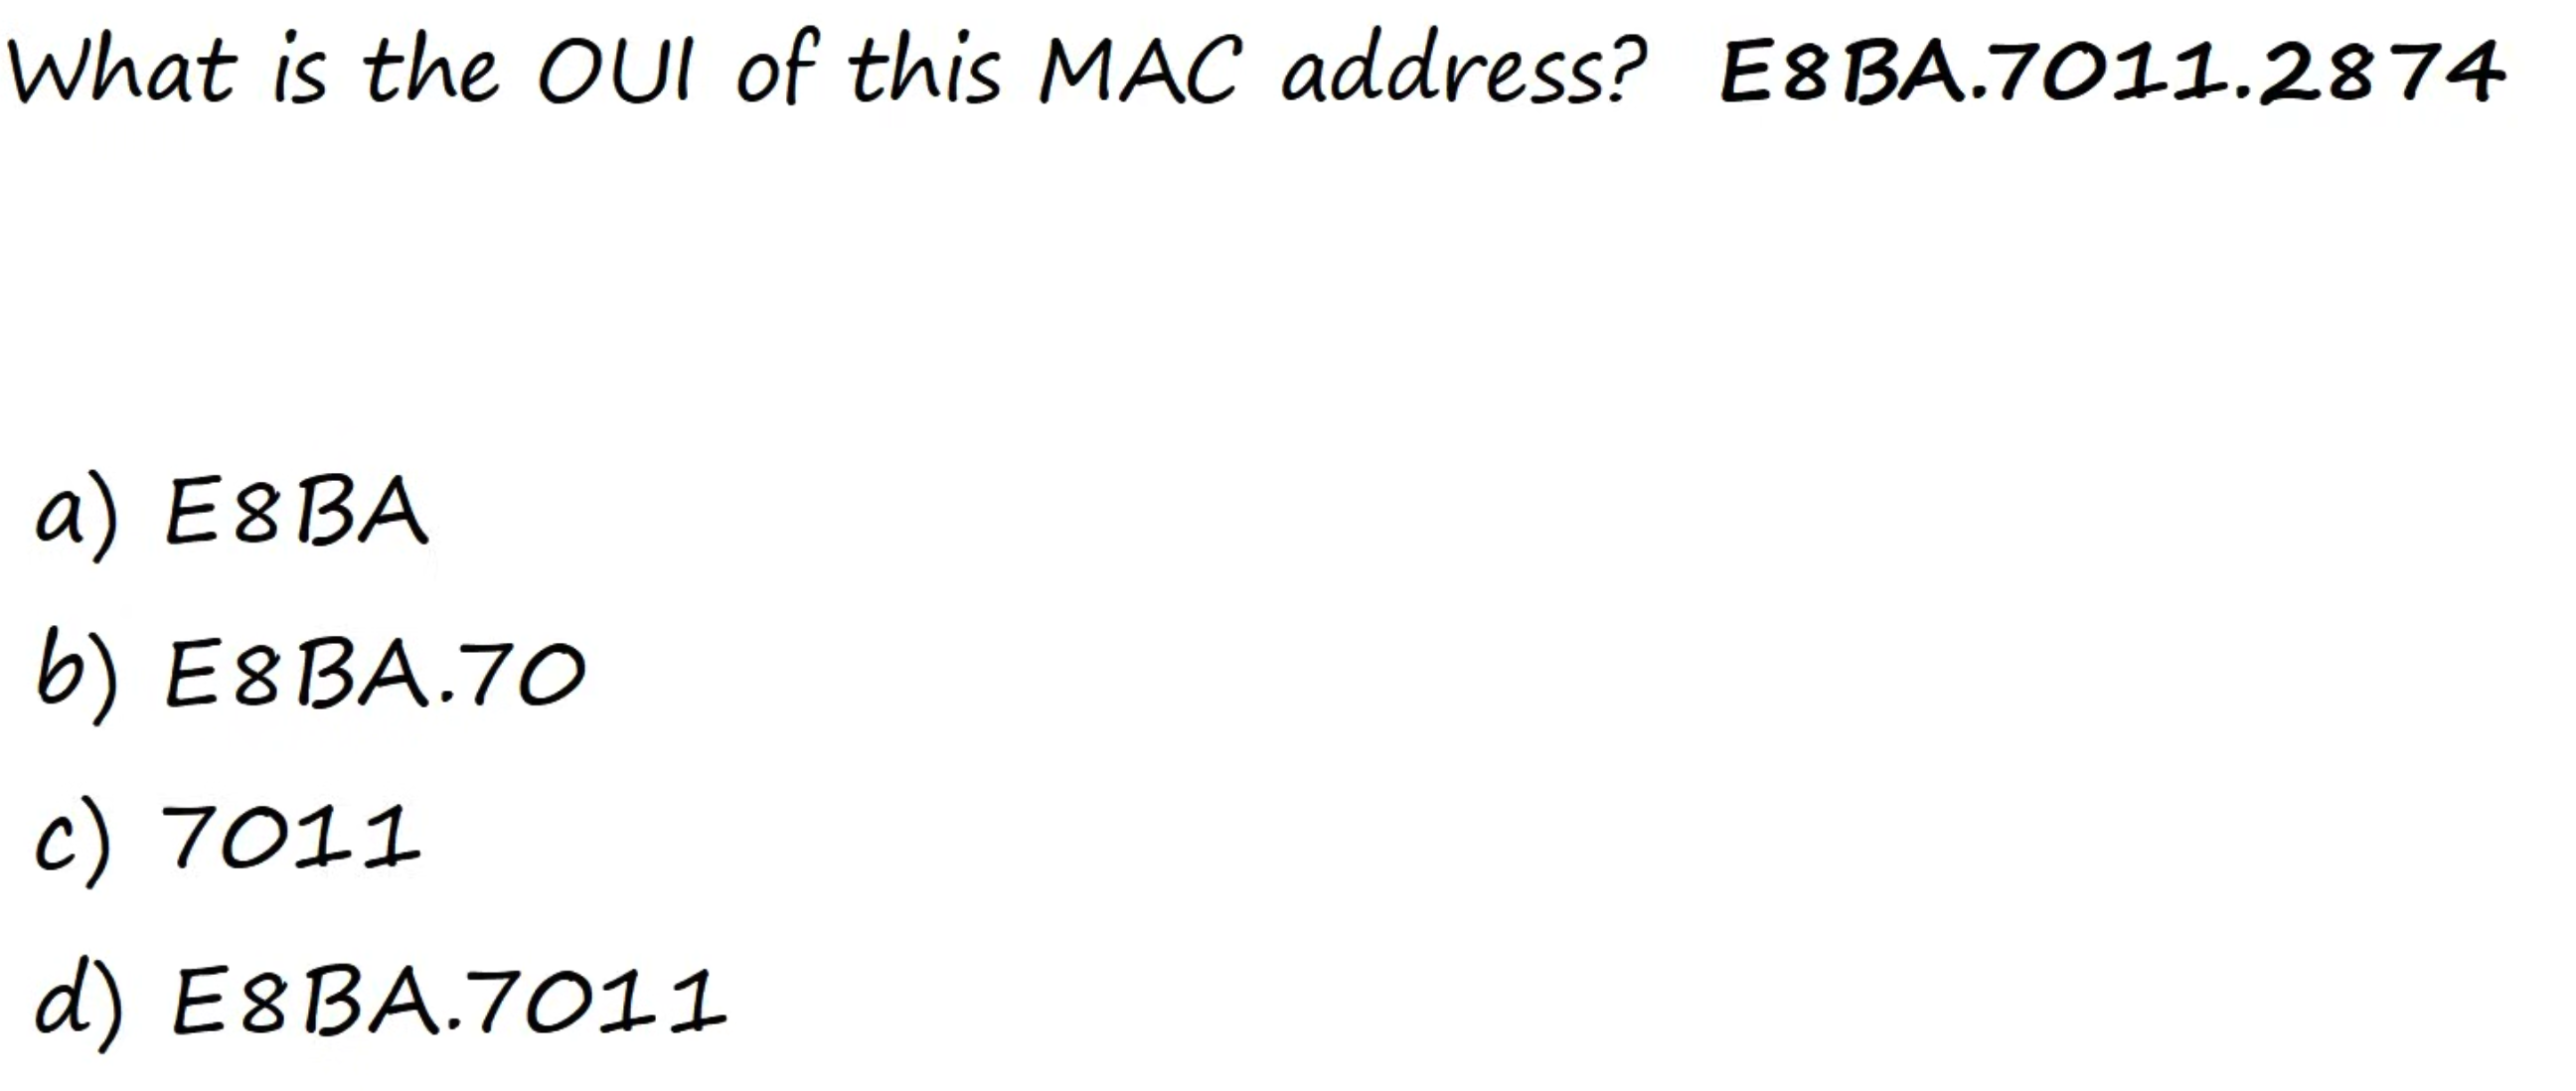 What is the OUI of this MAC address? E8BA.7011.2874
a) E8BA
b) E8BA.70
c) 7011
d) E8BA.7011